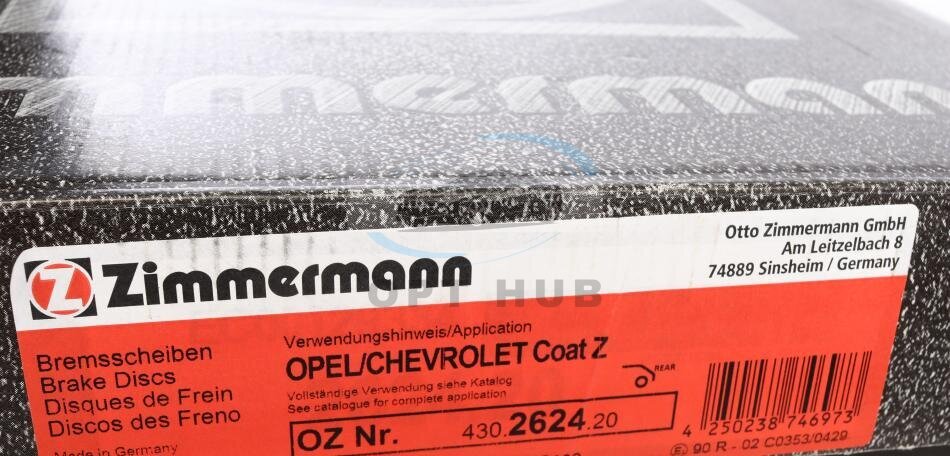 Zimmermann
Otto Zimmermann GmbH
Am Leitzelbach 8
74889 Sinsheim / Germany
Z Zimmermann
OPT HUB
Bremsscheiben
Brake Discs
Disques de Frein
Discos des Freno
Made in Germany
Verwendungshinweis/Application
OPEL/CHEVROLET Coat Z
Vollständige Verwendung siehe Katalog
See catalogue for complete application
REAR
OZ Nr. 430.2624.20
4 250238 746973
E1 90 R - 02 C0353/0429